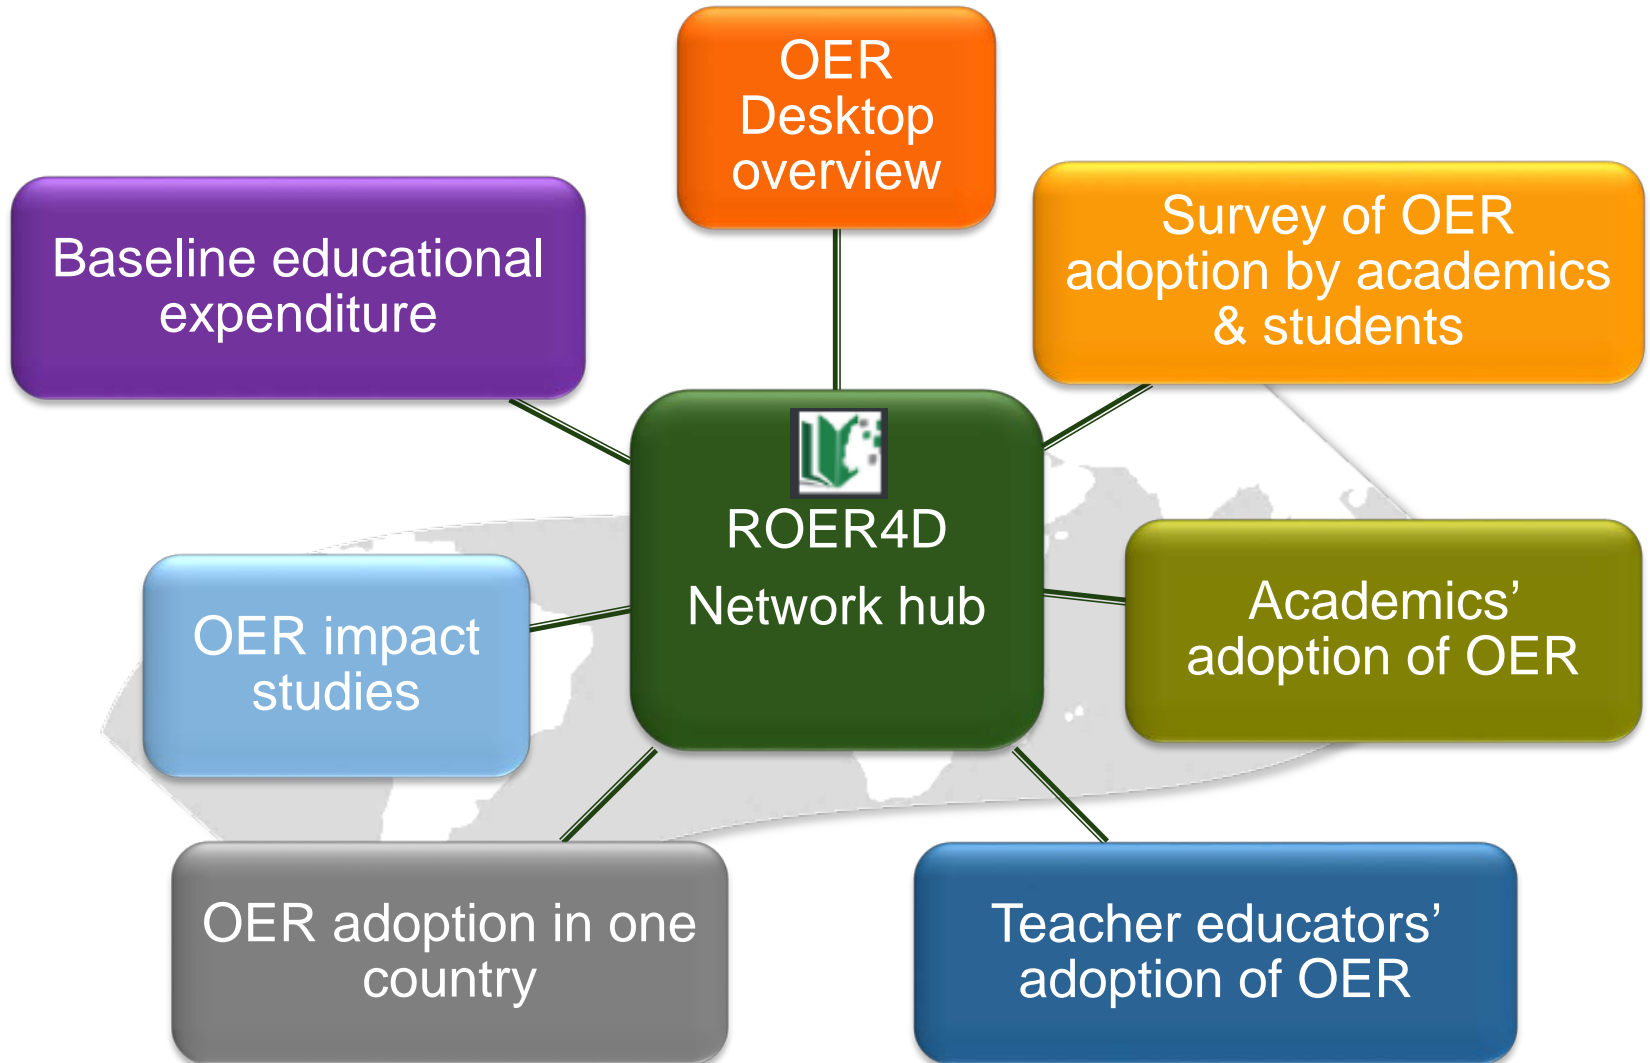 OER
Desktop
overview
Survey of OER
adoption by academics
& students
Baseline educational
expenditure
ROER4D
Network hub
Academics’
adoption of OER
OER impact
studies
OER adoption in one
country
Teacher educators’
adoption of OER